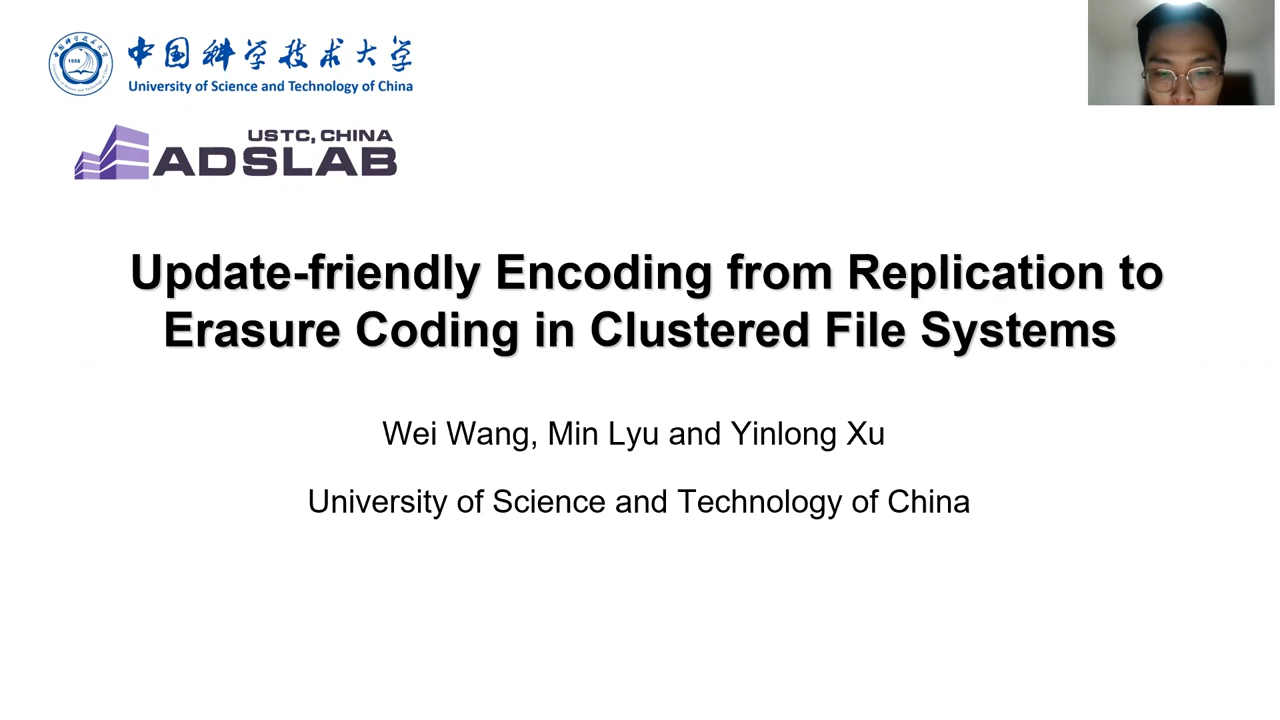 中国科学技术大学
University of Science and Technology of China
1958
USTC, CHINA
ADSLAB
Update-friendly Encoding from Replication to
Erasure Coding in Clustered File Systems
Wei Wang, Min Lyu and Yinlong Xu
University of Science and Technology of China